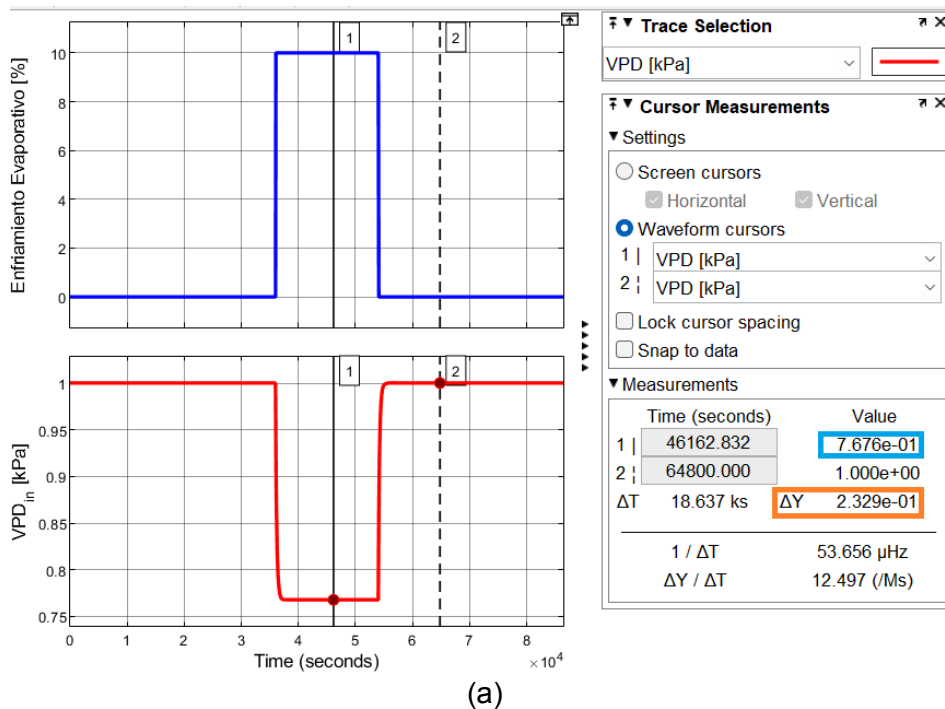 1
2
10
8
6
4
2
0
Enfriamiento Evaporativo [%]
1
2
1
0.95
0.9
0.85
0.8
0.75
VPD_in [kPa]
0 1 2 3 4 5 6 7 8
Time (seconds)
×10^4
Trace Selection
VPD [kPa]
Cursor Measurements
Settings
Screen cursors
Horizontal Vertical
Waveform cursors
1 | VPD [kPa]
2 ¦ VPD [kPa]
Lock cursor spacing
Snap to data
Measurements
Time (seconds) Value
1 | 46162.832 7.676e-01
2 ¦ 64800.000 1.000e+00
ΔT 18.637 ks ΔY 2.329e-01
1 / ΔT 53.656 µHz
ΔY / ΔT 12.497 (/Ms)
(a)